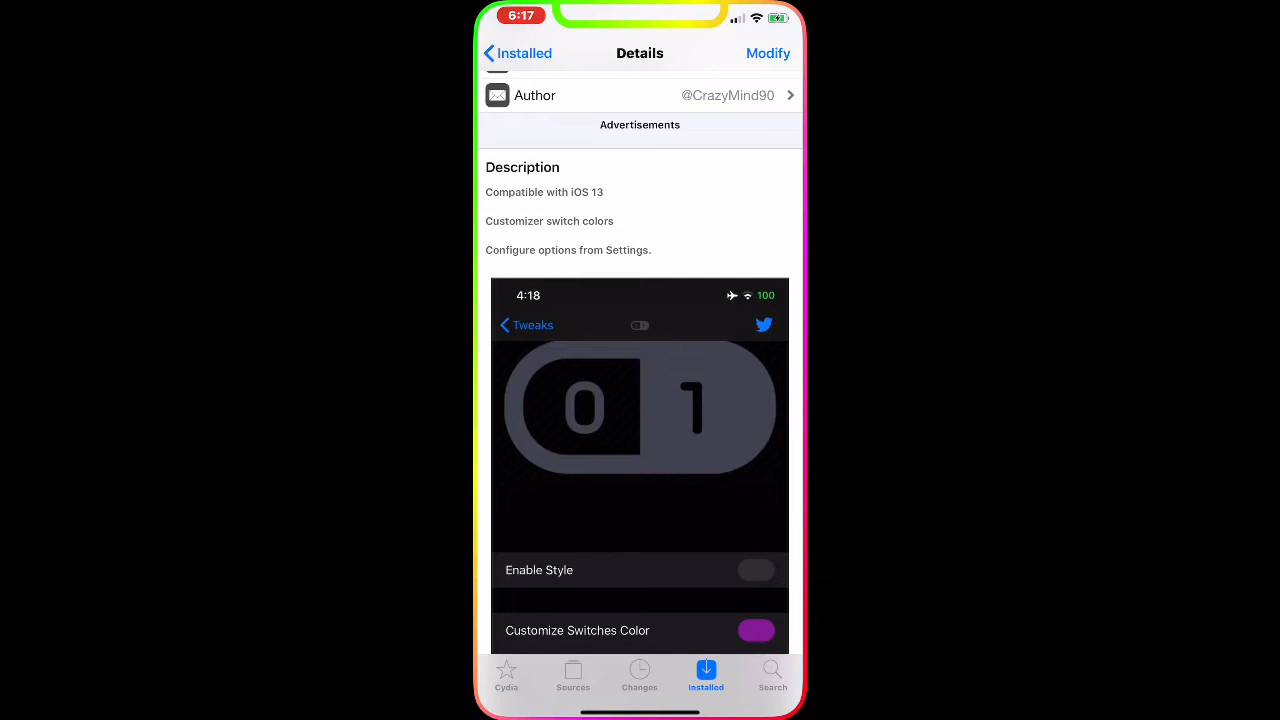 6:17
Installed
Details
Modify
Author
@CrazyMind90
Advertisements
Description
Compatible with iOS 13
Customizer switch colors
Configure options from Settings.
4:18
100
Tweaks
0 1
Enable Style
Customize Switches Color
Cydia
Sources
Changes
Installed
Search